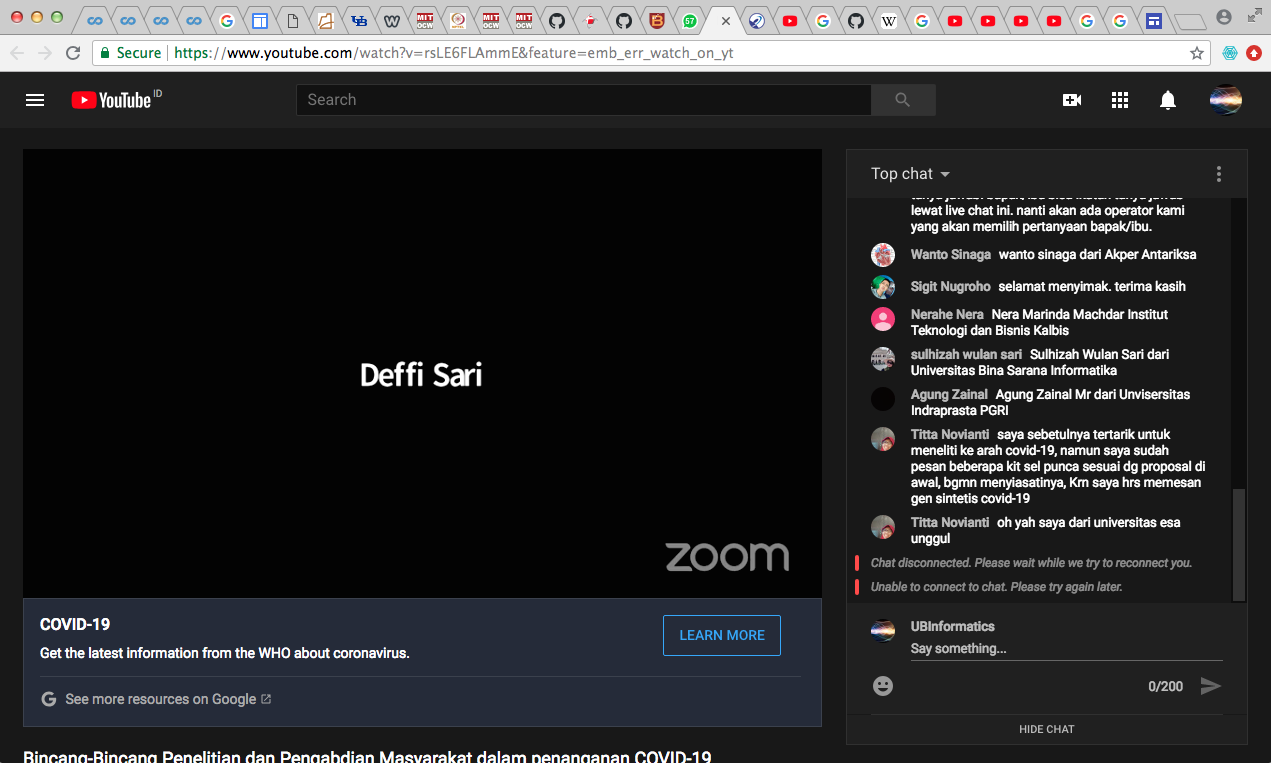 Secure
https://www.youtube.com/watch?v=rsLE6FLAmmE&feature=emb_err_watch_on_yt
YouTube ID
Search
Deffi Sari
zoom
COVID-19
Get the latest information from the WHO about coronavirus.
LEARN MORE
See more resources on Google
Bincang-Bincang Penelitian dan Pengabdian Masyarakat dalam penanganan COVID-19
Top chat
lewat live chat ini. nanti akan ada operator kami
yang akan memilih pertanyaan bapak/ibu.
Wanto Sinaga wanto sinaga dari Akper Antariksa
Sigit Nugroho selamat menyimak. terima kasih
Nerahe Nera Nera Marinda Machdar Institut
Teknologi dan Bisnis Kalbis
sulhizah wulan sari Sulhizah Wulan Sari dari
Universitas Bina Sarana Informatika
Agung Zainal Agung Zainal Mr dari Unvisersitas
Indraprasta PGRI
Titta Novianti saya sebetulnya tertarik untuk
meneliti ke arah covid-19, namun saya sudah
pesan beberapa kit sel punca sesuai dg proposal di
awal, bgmn menyiasatinya, Krn saya hrs memesan
gen sintetis covid-19
Titta Novianti oh yah saya dari universitas esa
unggul
Chat disconnected. Please wait while we try to reconnect you.
Unable to connect to chat. Please try again later.
UBInformatics
Say something...
0/200
HIDE CHAT